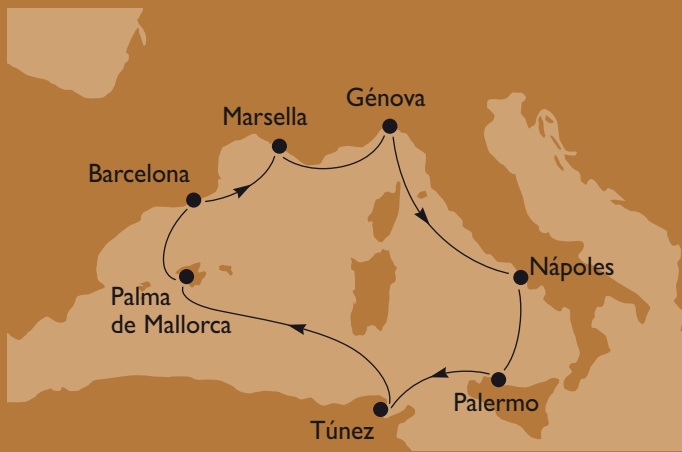 Génova
Marsella
Barcelona
Nápoles
Palma
de Mallorca
Palermo
Túnez